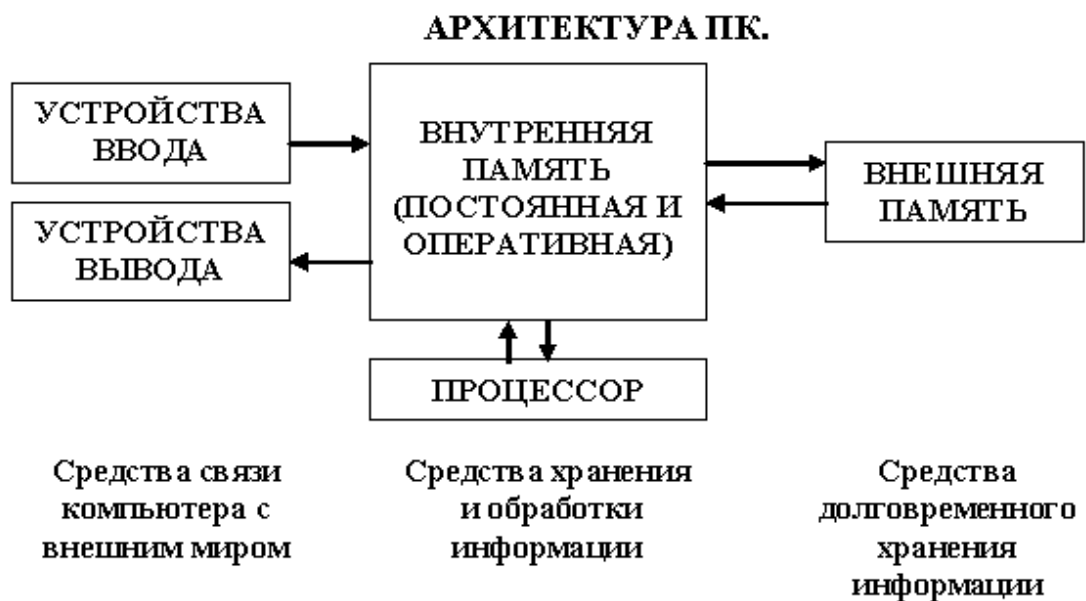 АРХИТЕКТУРА ПК.
УСТРОЙСТВА
ВВОДА
УСТРОЙСТВА
ВЫВОДА
ВНУТРЕННЯЯ
ПАМЯТЬ
(ПОСТОЯННАЯ И
ОПЕРАТИВНАЯ)
ВНЕШНЯЯ
ПАМЯТЬ
ПРОЦЕССОР
Средства связи
компьютера с
внешним миром
Средства хранения
и обработки
информации
Средства
долговременного
хранения
информации